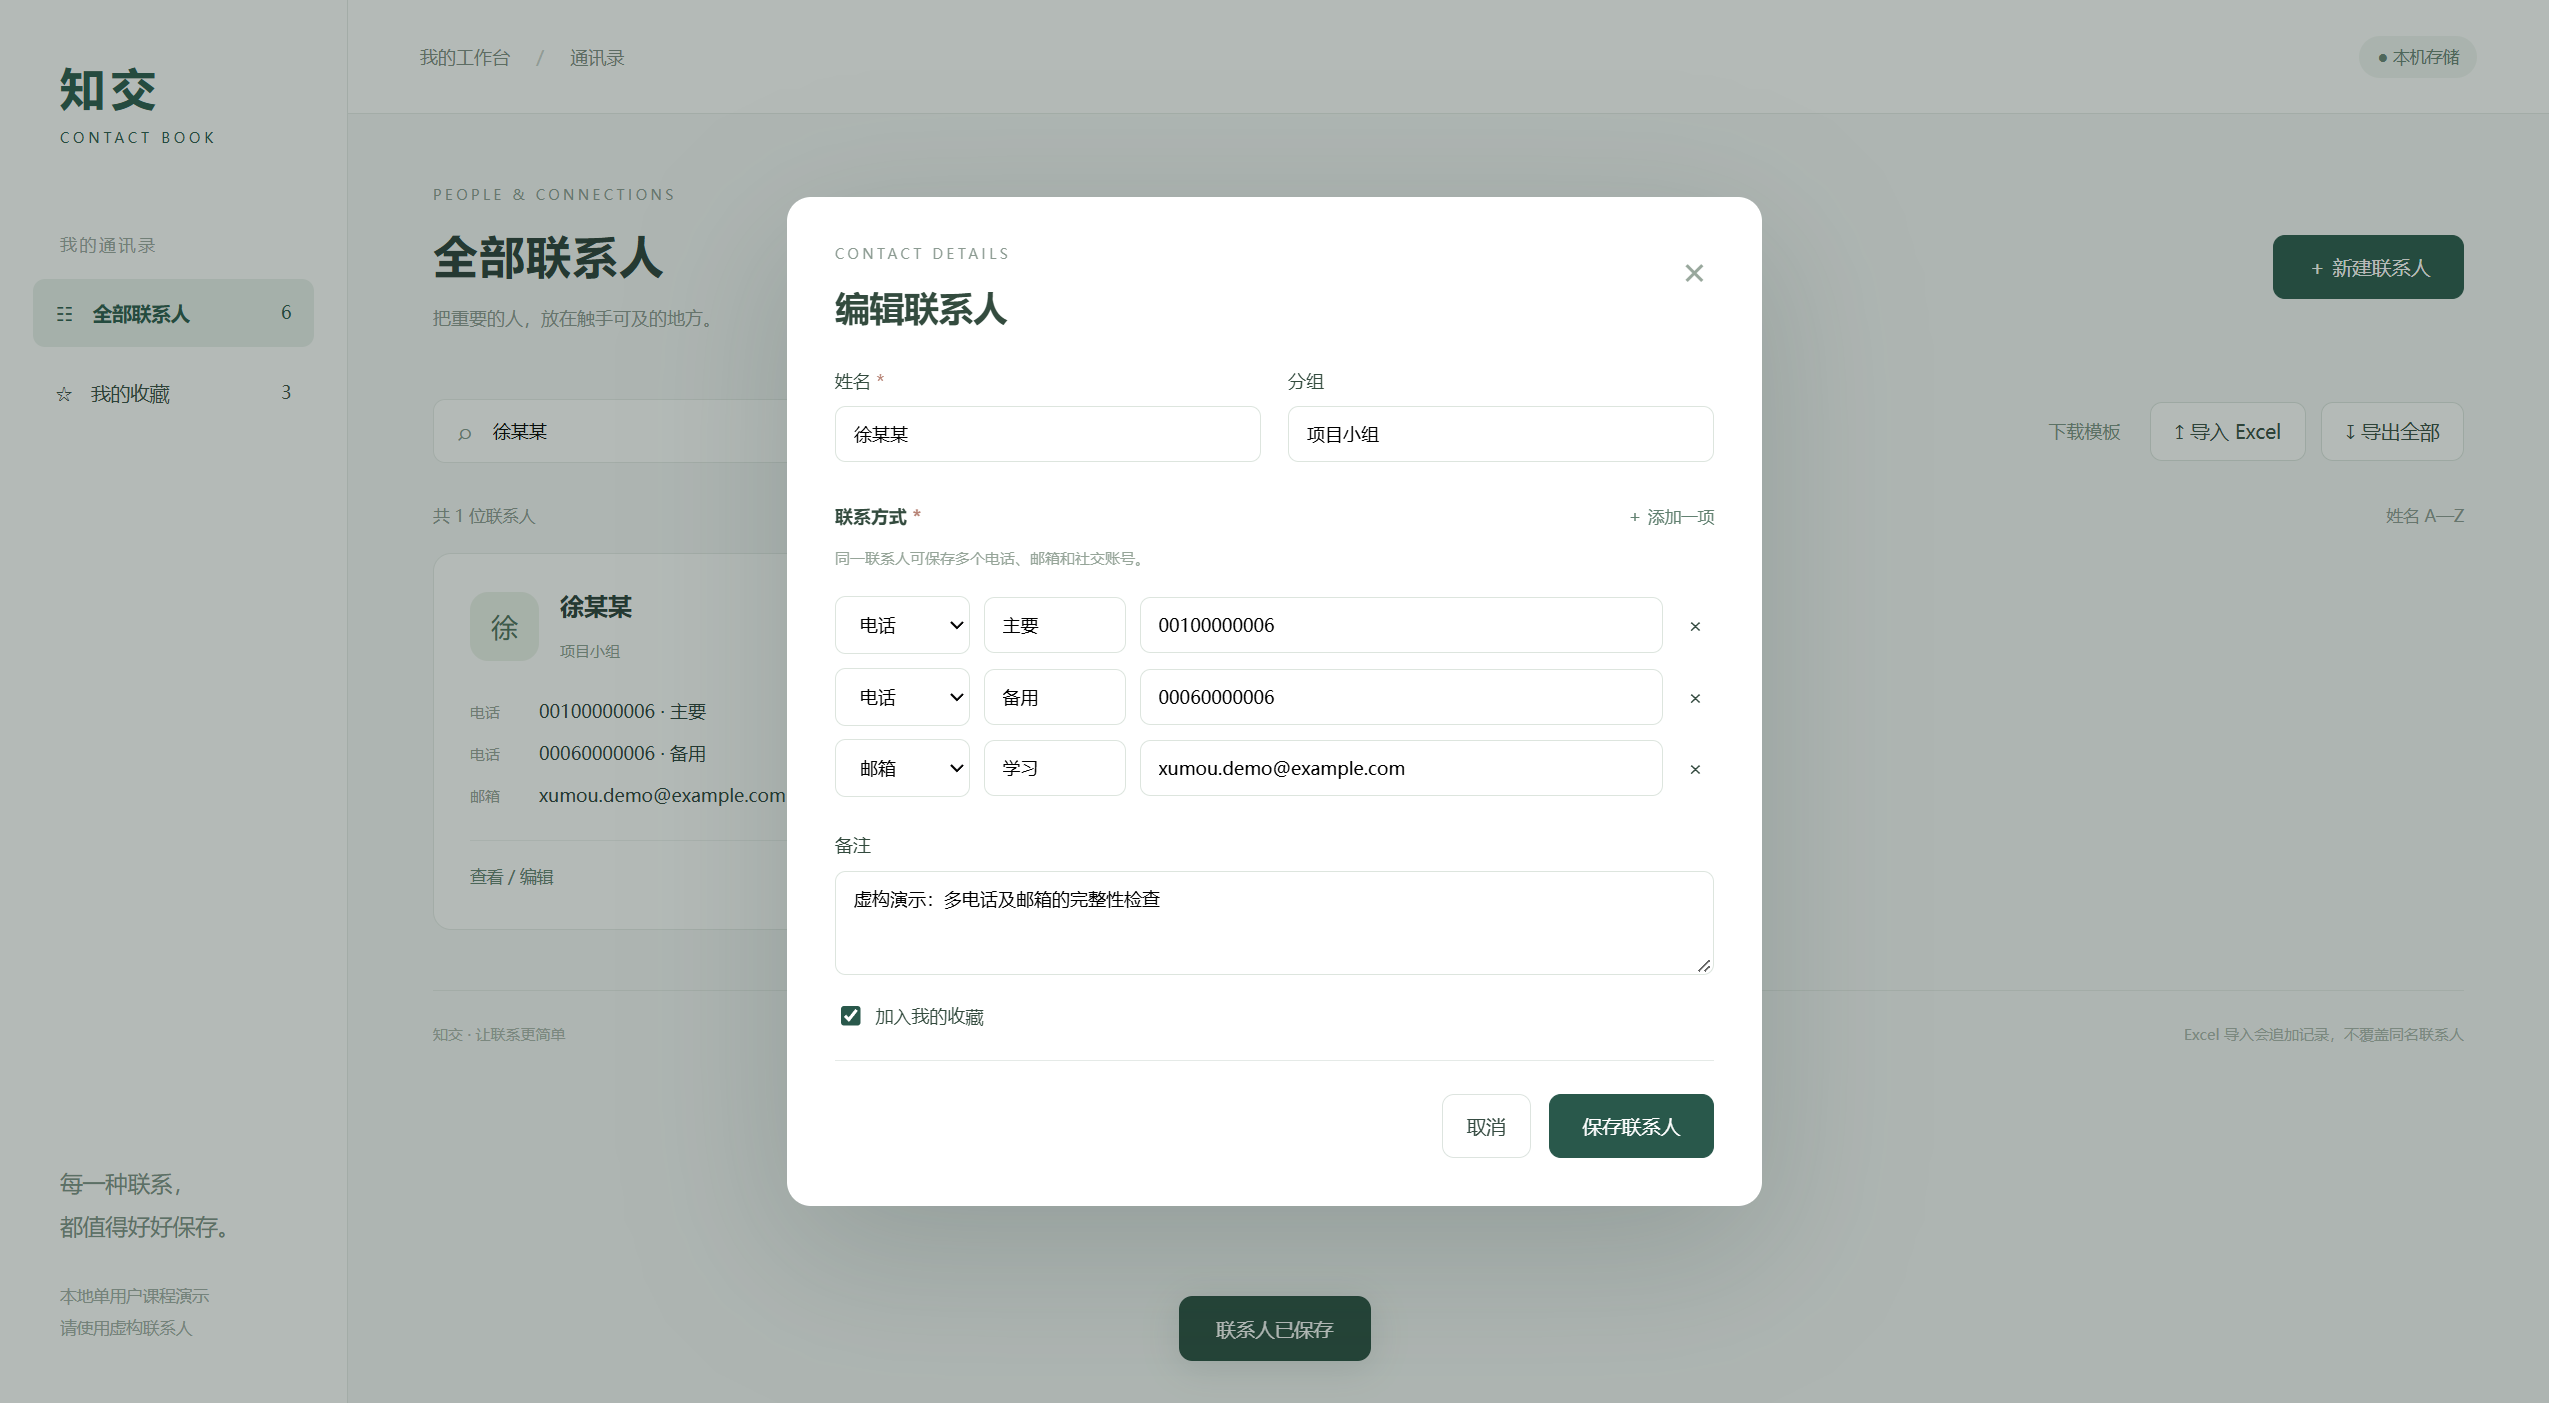 知交
CONTACT BOOK
我的通讯录
全部联系人 6
☆ 我的收藏 3
每一种联系，
都值得好好保存。
本地单用户课程演示
请使用虚构联系人
我的工作台 / 通讯录
本机存储
PEOPLE & CONNECTIONS
全部联系人
把重要的人，放在触手可及的地方。
+ 新建联系人
徐某某
下载模板
↥ 导入 Excel
↧ 导出全部
共 1 位联系人
姓名 A—Z
徐
徐某某
项目小组
电话 00100000006 · 主要
电话 00060000006 · 备用
邮箱 xumou.demo@example.com
查看 / 编辑
知交 · 让联系更简单
Excel 导入会追加记录，不覆盖同名联系人
CONTACT DETAILS
编辑联系人
×
姓名 *
分组
徐某某
项目小组
联系方式 *
+ 添加一项
同一联系人可保存多个电话、邮箱和社交账号。
电话 主要 00100000006 ×
电话 备用 00060000006 ×
邮箱 学习 xumou.demo@example.com ×
备注
虚构演示：多电话及邮箱的完整性检查
加入我的收藏
取消
保存联系人
联系人已保存